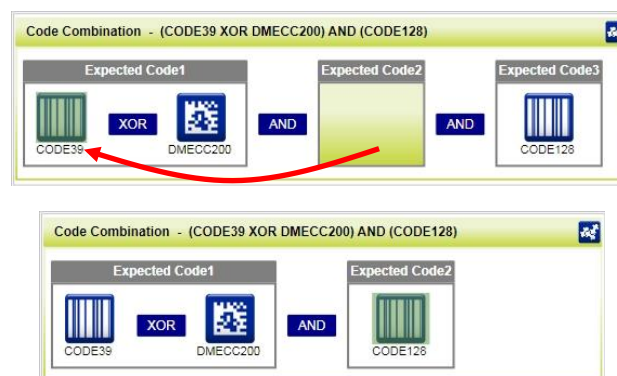 Code Combination - (CODE39 XOR DMECC200) AND (CODE128)
Expected Code1 Expected Code2 Expected Code3
XOR AND AND
CODE39 DMECC200 CODE128
Code Combination - (CODE39 XOR DMECC200) AND (CODE128)
Expected Code1 Expected Code2
XOR AND
CODE39 DMECC200 CODE128